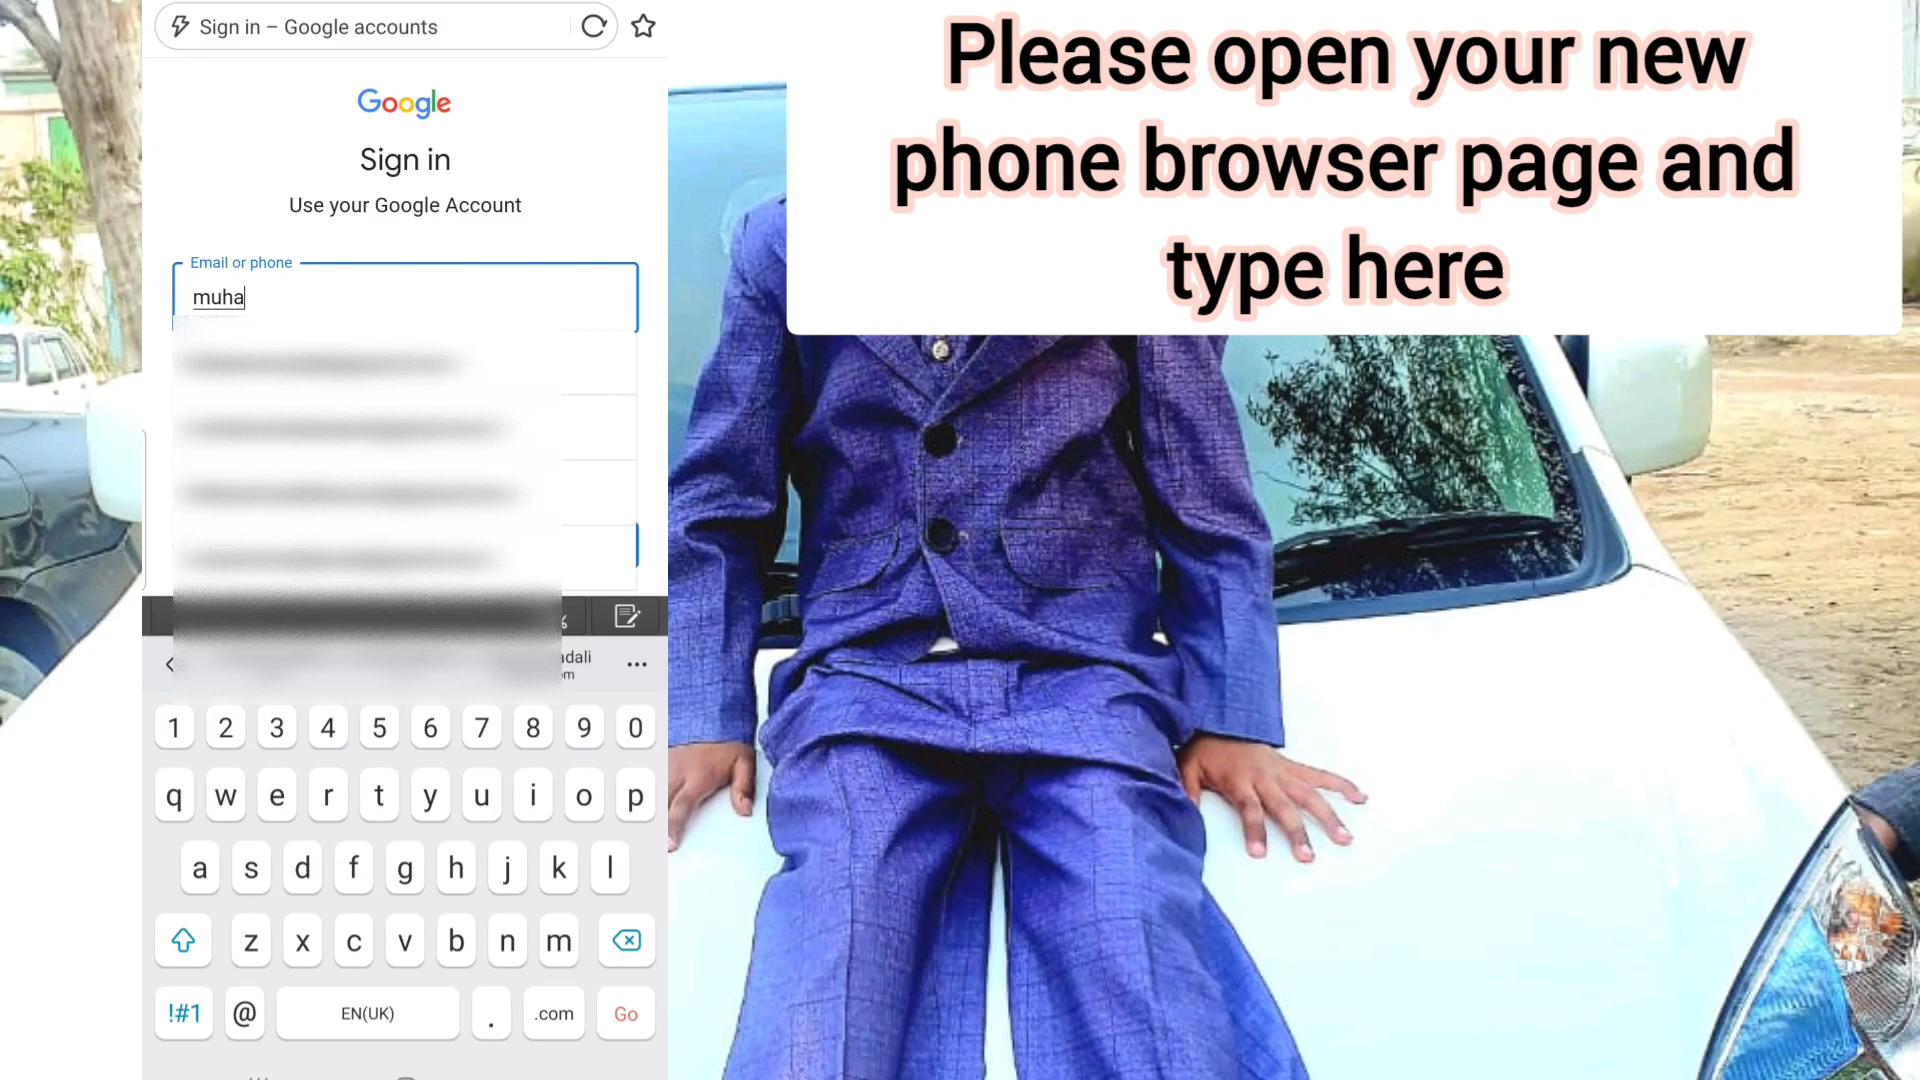 Sign in – Google accounts
Google
Sign in
Use your Google Account
Email or phone
muha
Please open your new
phone browser page and
type here
1 2 3 4 5 6 7 8 9 0
q w e r t y u i o p
a s d f g h j k l
z x c v b n m
!#1 @ EN(UK) . .com Go